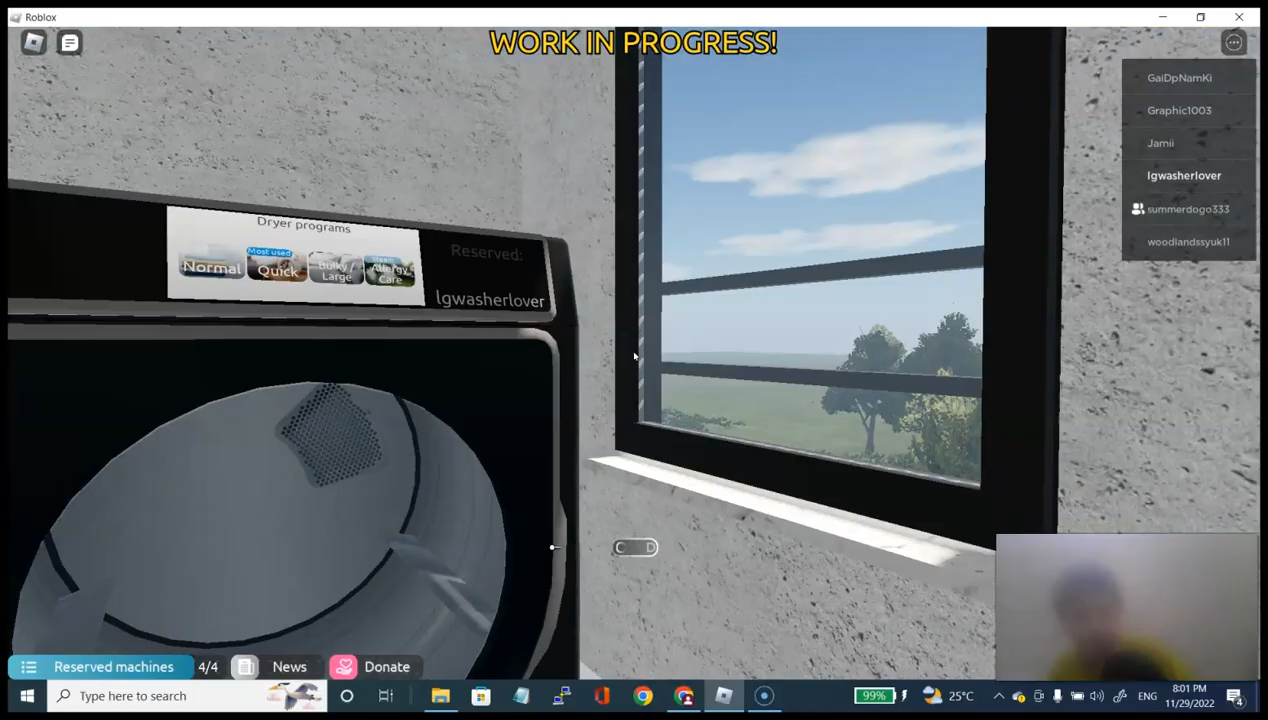 Roblox
WORK IN PROGRESS!
GaiDpNamKi
Graphic1003
Jamii
lgwasherlover
summerdogo333
woodlandssyuk11
Dryer programs
Normal
Most used
Quick
Bulky /
Large
Steam
Allergy
Care
Reserved:
lgwasherlover
C D
Reserved machines 4/4 News Donate
Type here to search
99% 25°C ENG
8:01 PM
11/29/2022
4